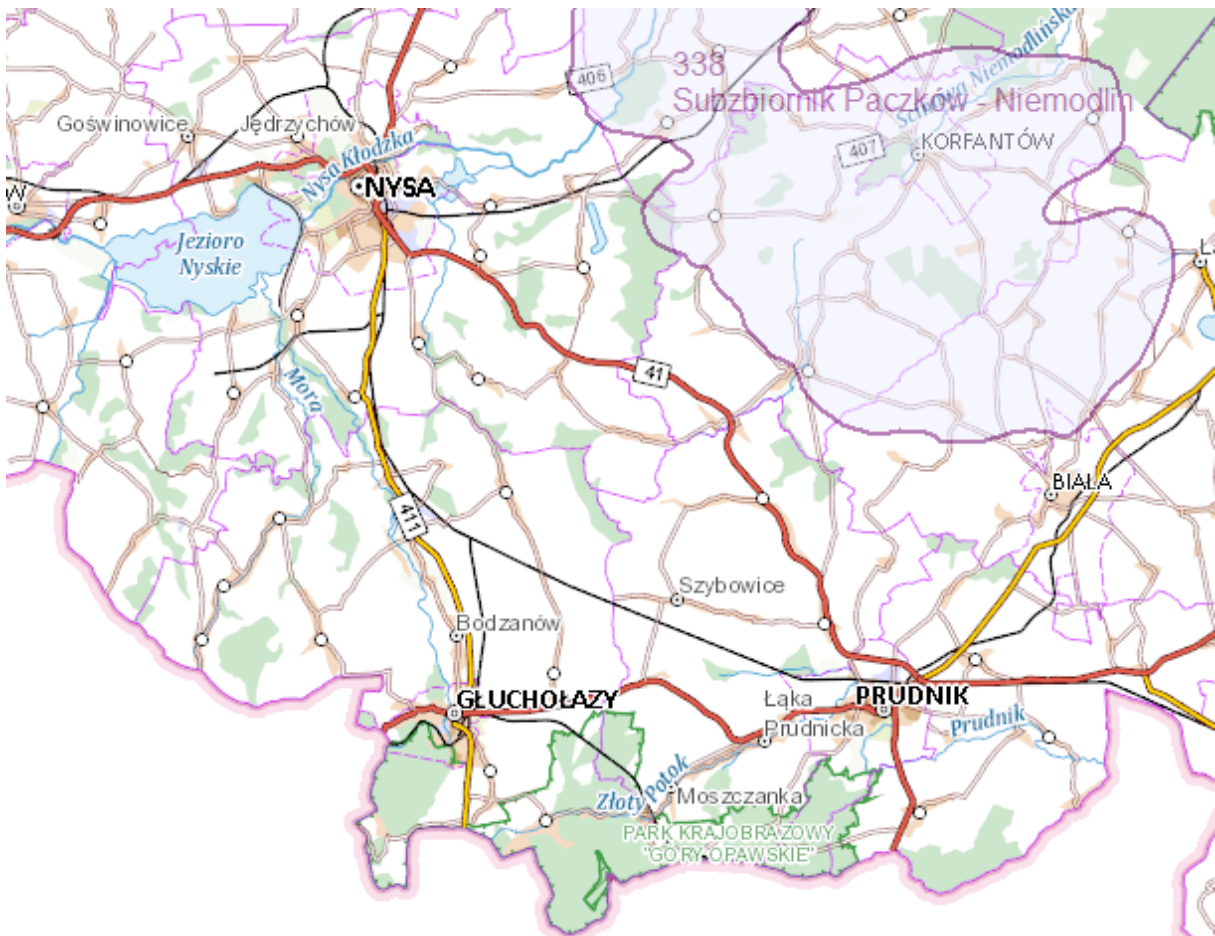 406
338
Subzbiornik Paczków - Niemodlin
Ścinawa Niemodlińska
Goświnowice
Jędrzychów
407
KORFANTÓW
Nysa Kłodzka
NYSA
W
Jezioro
Nyskie
Ła
41
Mora
BIAŁA
411
Szybowice
Bodzanów
GŁUCHOŁAZY
Łąka
Prudnicka
PRUDNIK
Prudnik
Złoty Potok
Moszczanka
PARK KRAJOBRAZOWY
"GÓRY OPAWSKIE"